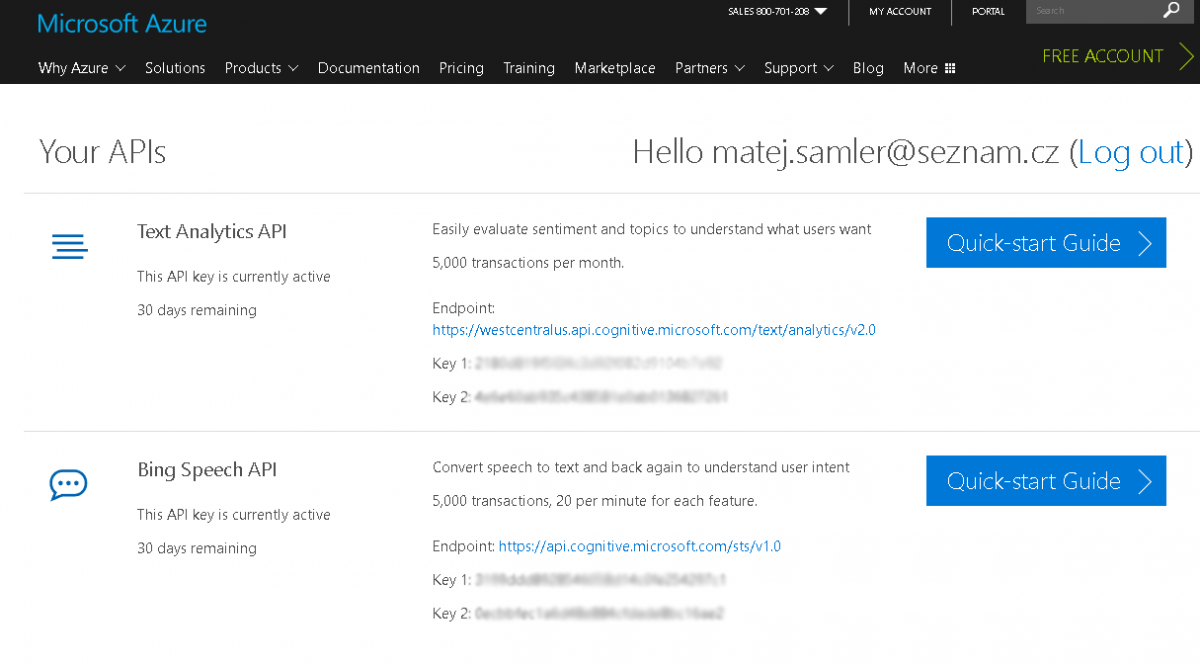 SALES 800-701-208 MY ACCOUNT PORTAL Search
Microsoft Azure
FREE ACCOUNT
Why Azure Solutions Products Documentation Pricing Training Marketplace Partners Support Blog More
Your APIs
Hello matej.samler@seznam.cz (Log out)
Text Analytics API
This API key is currently active
30 days remaining
Easily evaluate sentiment and topics to understand what users want
5,000 transactions per month.
Endpoint:
https://westcentralus.api.cognitive.microsoft.com/text/analytics/v2.0
Key 1:
Key 2:
Quick-start Guide
Bing Speech API
This API key is currently active
30 days remaining
Convert speech to text and back again to understand user intent
5,000 transactions, 20 per minute for each feature.
Endpoint: https://api.cognitive.microsoft.com/sts/v1.0
Key 1:
Key 2:
Quick-start Guide